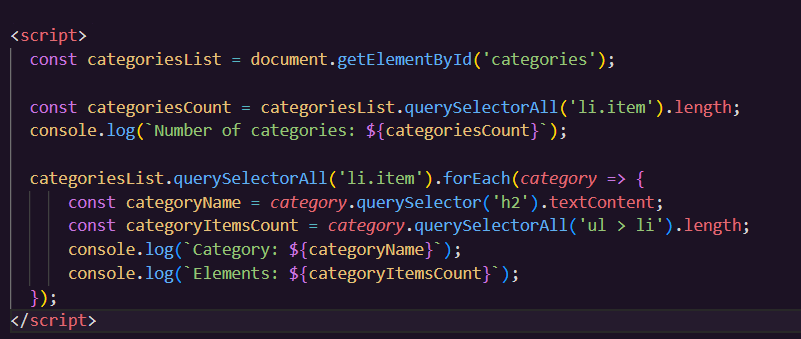 <script>
const categoriesList = document.getElementById('categories');
const categoriesCount = categoriesList.querySelectorAll('li.item').length;
console.log(`Number of categories: ${categoriesCount}`);
categoriesList.querySelectorAll('li.item').forEach(category => {
const categoryName = category.querySelector('h2').textContent;
const categoryItemsCount = category.querySelectorAll('ul > li').length;
console.log(`Category: ${categoryName}`);
console.log(`Elements: ${categoryItemsCount}`);
});
</script>